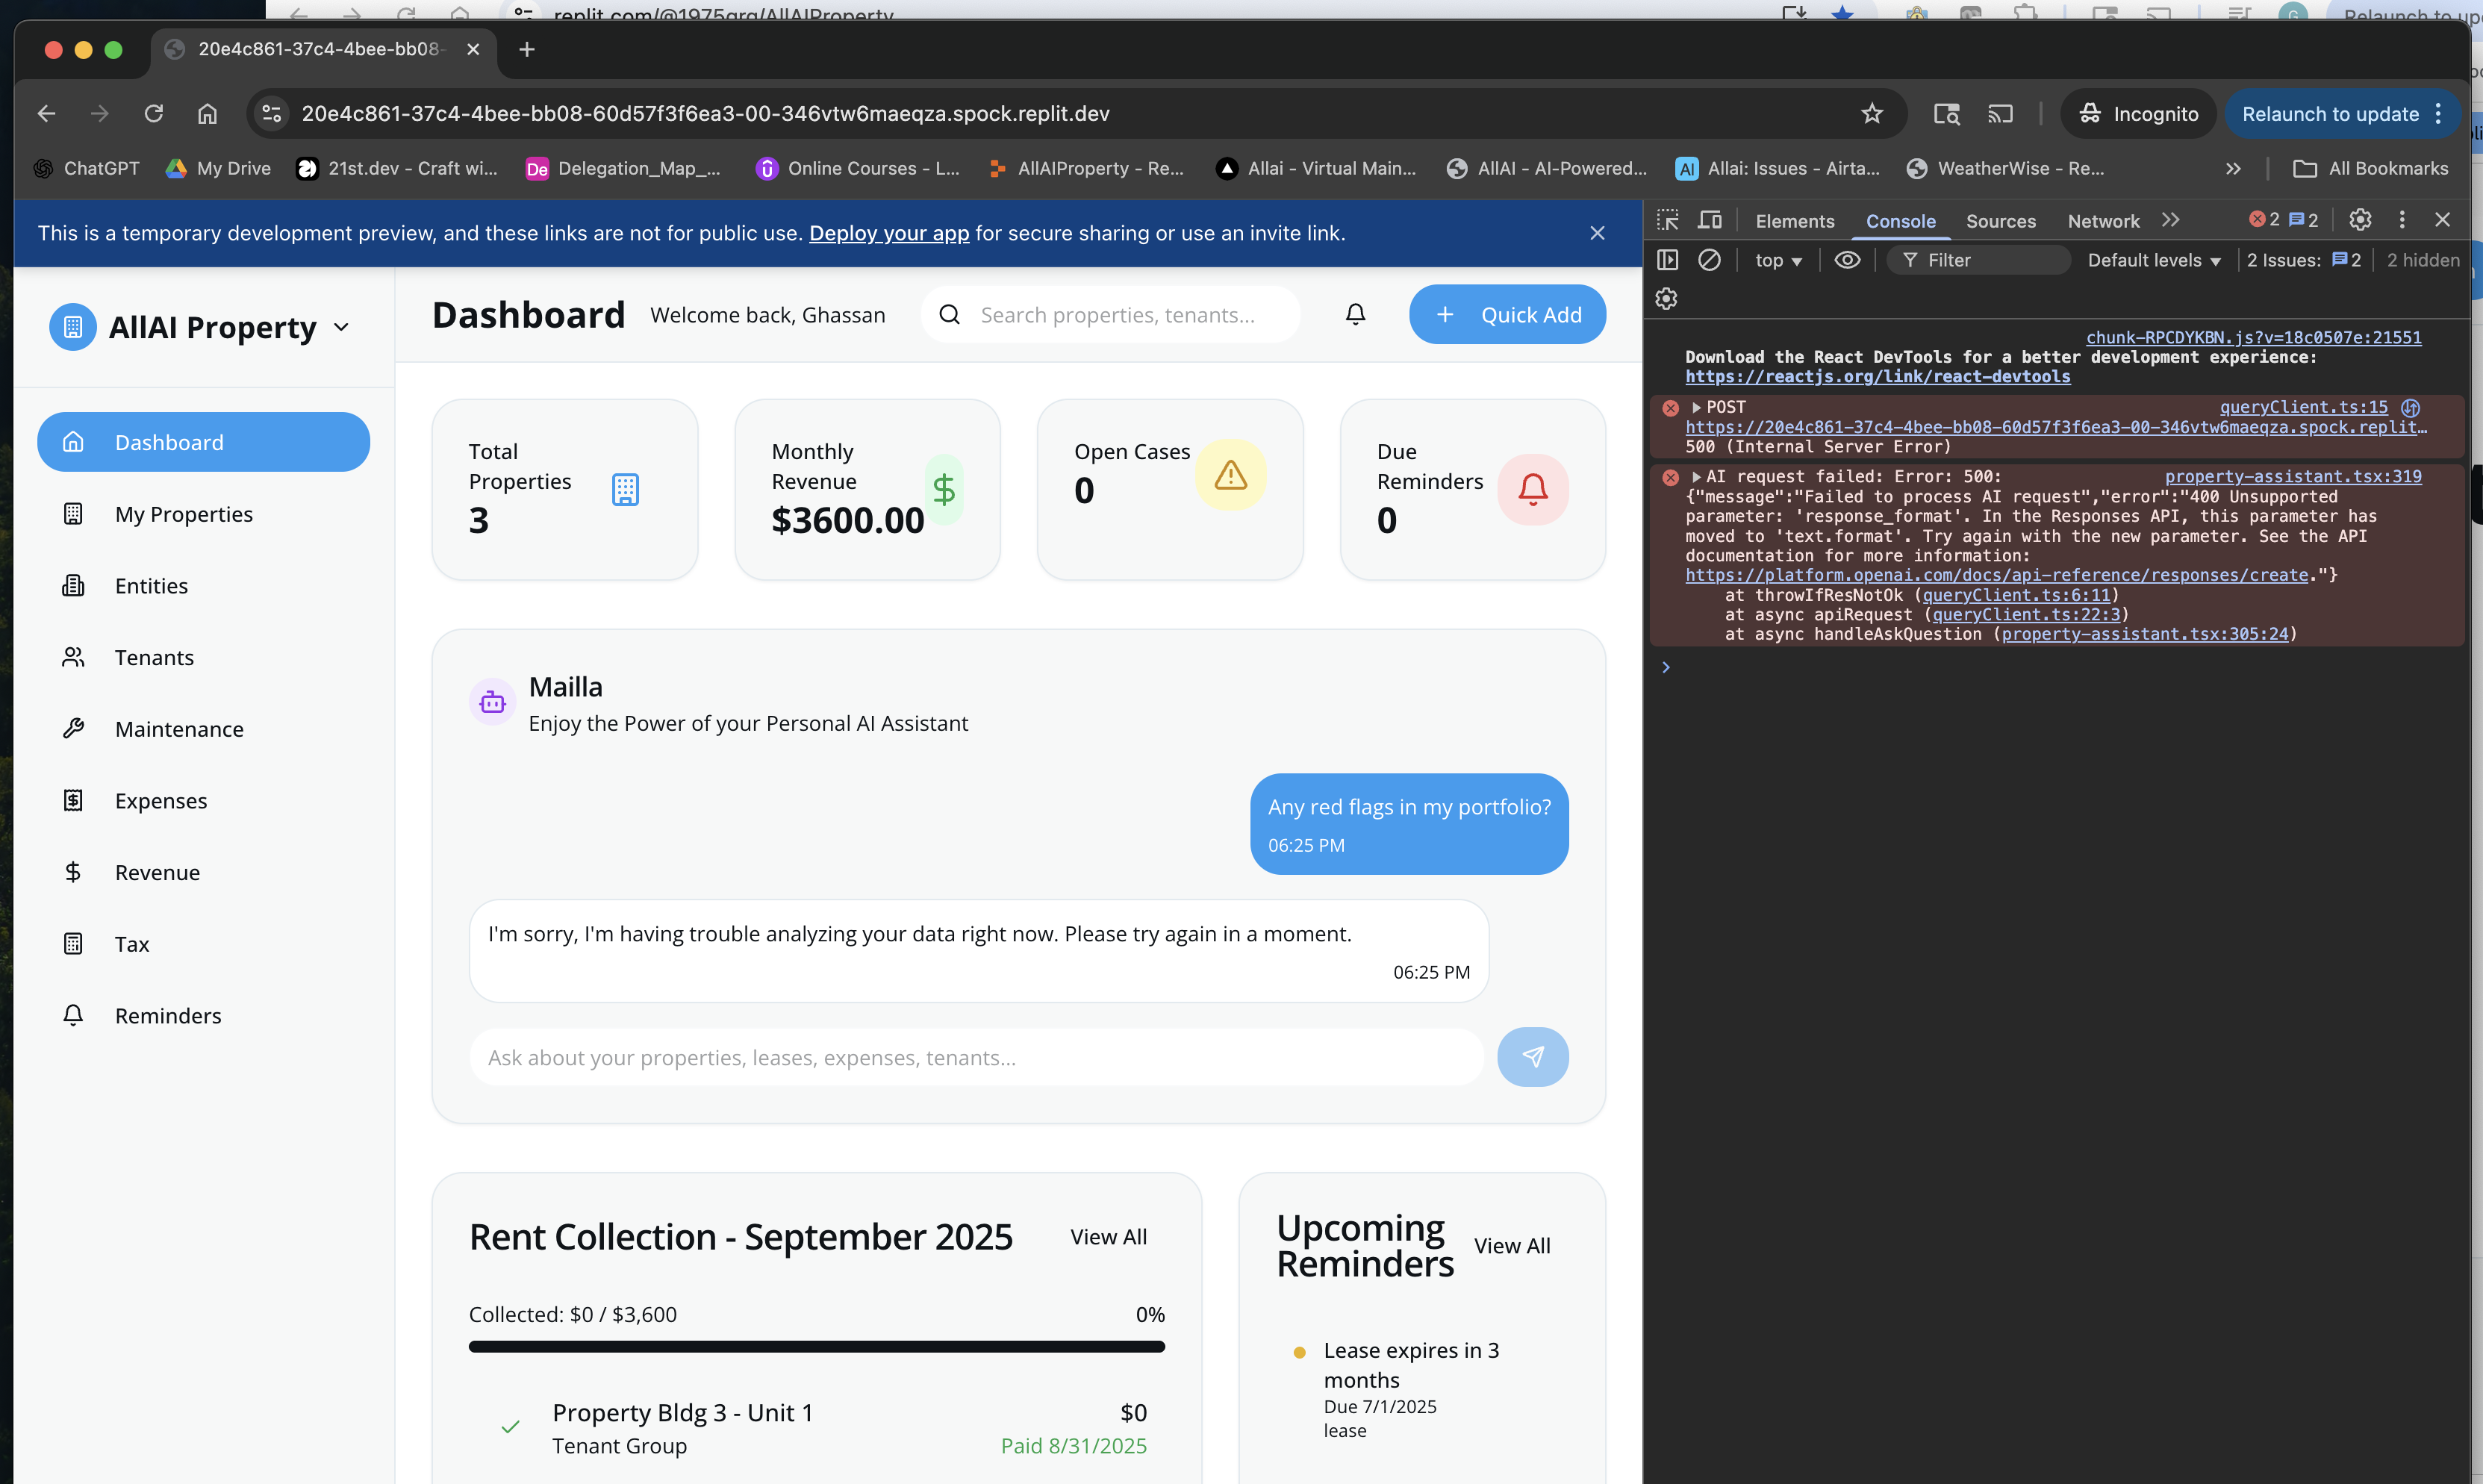 replit.com/@1975grg/AllAIProperty
Relaunch to
20e4c861-37c4-4bee-bb08-
20e4c861-37c4-4bee-bb08-60d57f3f6ea3-00-346vtw6maeqza.spock.replit.dev
Incognito
Relaunch to update
ChatGPT
My Drive
21st.dev - Craft wi...
De
Delegation_Map_...
Online Courses - L...
AllAIProperty - Re...
Allai - Virtual Main...
AllAI - AI-Powered...
AI
Allai: Issues - Airta...
WeatherWise - Re...
All Bookmarks
This is a temporary development preview, and these links are not for public use. Deploy your app for secure sharing or use an invite link.
AllAI Property
Dashboard
My Properties
Entities
Tenants
Maintenance
Expenses
Revenue
Tax
Reminders
Dashboard
Welcome back, Ghassan
Search properties, tenants...
+ Quick Add
Total
Properties
3
Monthly
Revenue
$3600.00
Open Cases
0
Due
Reminders
0
Mailla
Enjoy the Power of your Personal AI Assistant
Any red flags in my portfolio?
06:25 PM
I'm sorry, I'm having trouble analyzing your data right now. Please try again in a moment.
06:25 PM
Ask about your properties, leases, expenses, tenants...
Rent Collection - September 2025
View All
Collected: $0 / $3,600
0%
Property Bldg 3 - Unit 1
$0
Tenant Group
Paid 8/31/2025
Upcoming
Reminders
View All
Lease expires in 3
months
Due 7/1/2025
lease
Elements
Console
Sources
Network
2
2
top
Filter
Default levels
2 Issues: 2
2 hidden
chunk-RPCDYKBN.js?v=18c0507e:21551
Download the React DevTools for a better development experience:
https://reactjs.org/link/react-devtools
POST queryClient.ts:15
https://20e4c861-37c4-4bee-bb08-60d57f3f6ea3-00-346vtw6maeqza.spock.replit…
500 (Internal Server Error)
AI request failed: Error: 500: property-assistant.tsx:319
{"message":"Failed to process AI request","error":"400 Unsupported
parameter: 'response_format'. In the Responses API, this parameter has
moved to 'text.format'. Try again with the new parameter. See the API
documentation for more information:
https://platform.openai.com/docs/api-reference/responses/create."}
at throwIfResNotOk (queryClient.ts:6:11)
at async apiRequest (queryClient.ts:22:3)
at async handleAskQuestion (property-assistant.tsx:305:24)